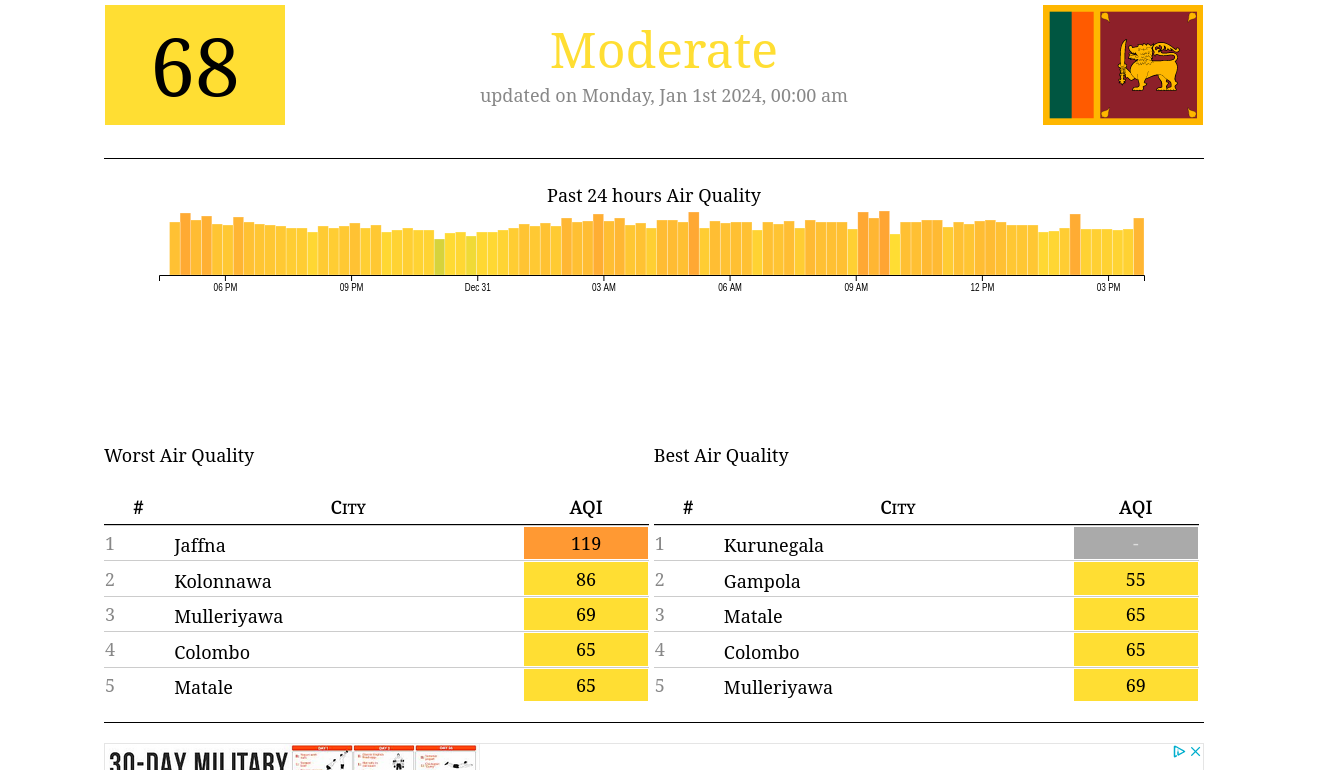 68
Moderate
updated on Monday, Jan 1st 2024, 00:00 am
Past 24 hours Air Quality
06 PM 09 PM Dec 31 03 AM 06 AM 09 AM 12 PM 03 PM
Worst Air Quality
# City AQI
1 Jaffna 119
2 Kolonnawa 86
3 Mulleriyawa 69
4 Colombo 65
5 Matale 65
Best Air Quality
# City AQI
1 Kurunegala -
2 Gampola 55
3 Matale 65
4 Colombo 65
5 Mulleriyawa 69
30-DAY MILITARY